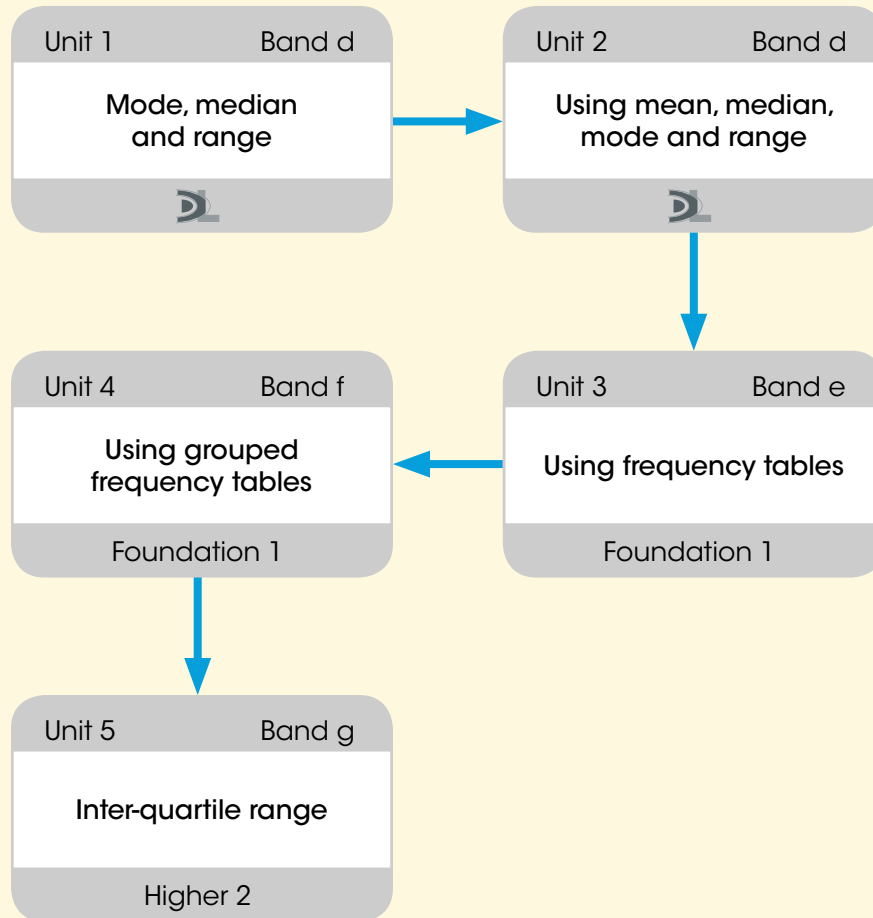 Unit 1 Band d
Mode, median
and range
DL
Unit 2 Band d
Using mean, median,
mode and range
DL
Unit 3 Band e
Using frequency tables
Foundation 1
Unit 4 Band f
Using grouped
frequency tables
Foundation 1
Unit 5 Band g
Inter-quartile range
Higher 2